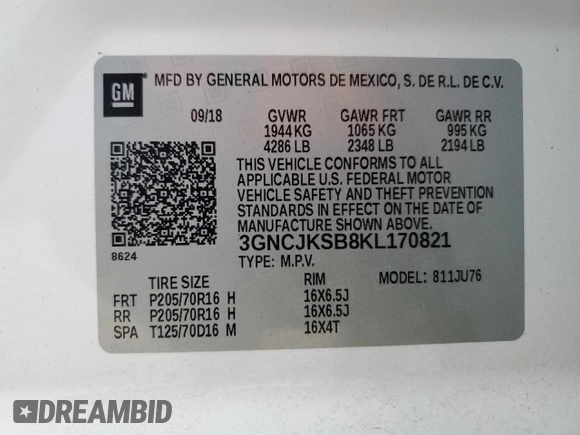 GM
MFD BY GENERAL MOTORS DE MEXICO, S. DE R.L. DE C.V.
09/18 GVWR GAWR FRT GAWR RR
1944 KG 1065 KG 995 KG
4286 LB 2348 LB 2194 LB
THIS VEHICLE CONFORMS TO ALL
APPLICABLE U.S. FEDERAL MOTOR
VEHICLE SAFETY AND THEFT PREVENTION
STANDARDS IN EFFECT ON THE DATE OF
MANUFACTURE SHOWN ABOVE.
3GNCJKSB8KL170821
8624
TYPE: M.P.V. MODEL: 811JU76
TIRE SIZE RIM
FRT P205/70R16 H 16X6.5J
RR P205/70R16 H 16X6.5J
SPA T125/70D16 M 16X4T
DREAMBID